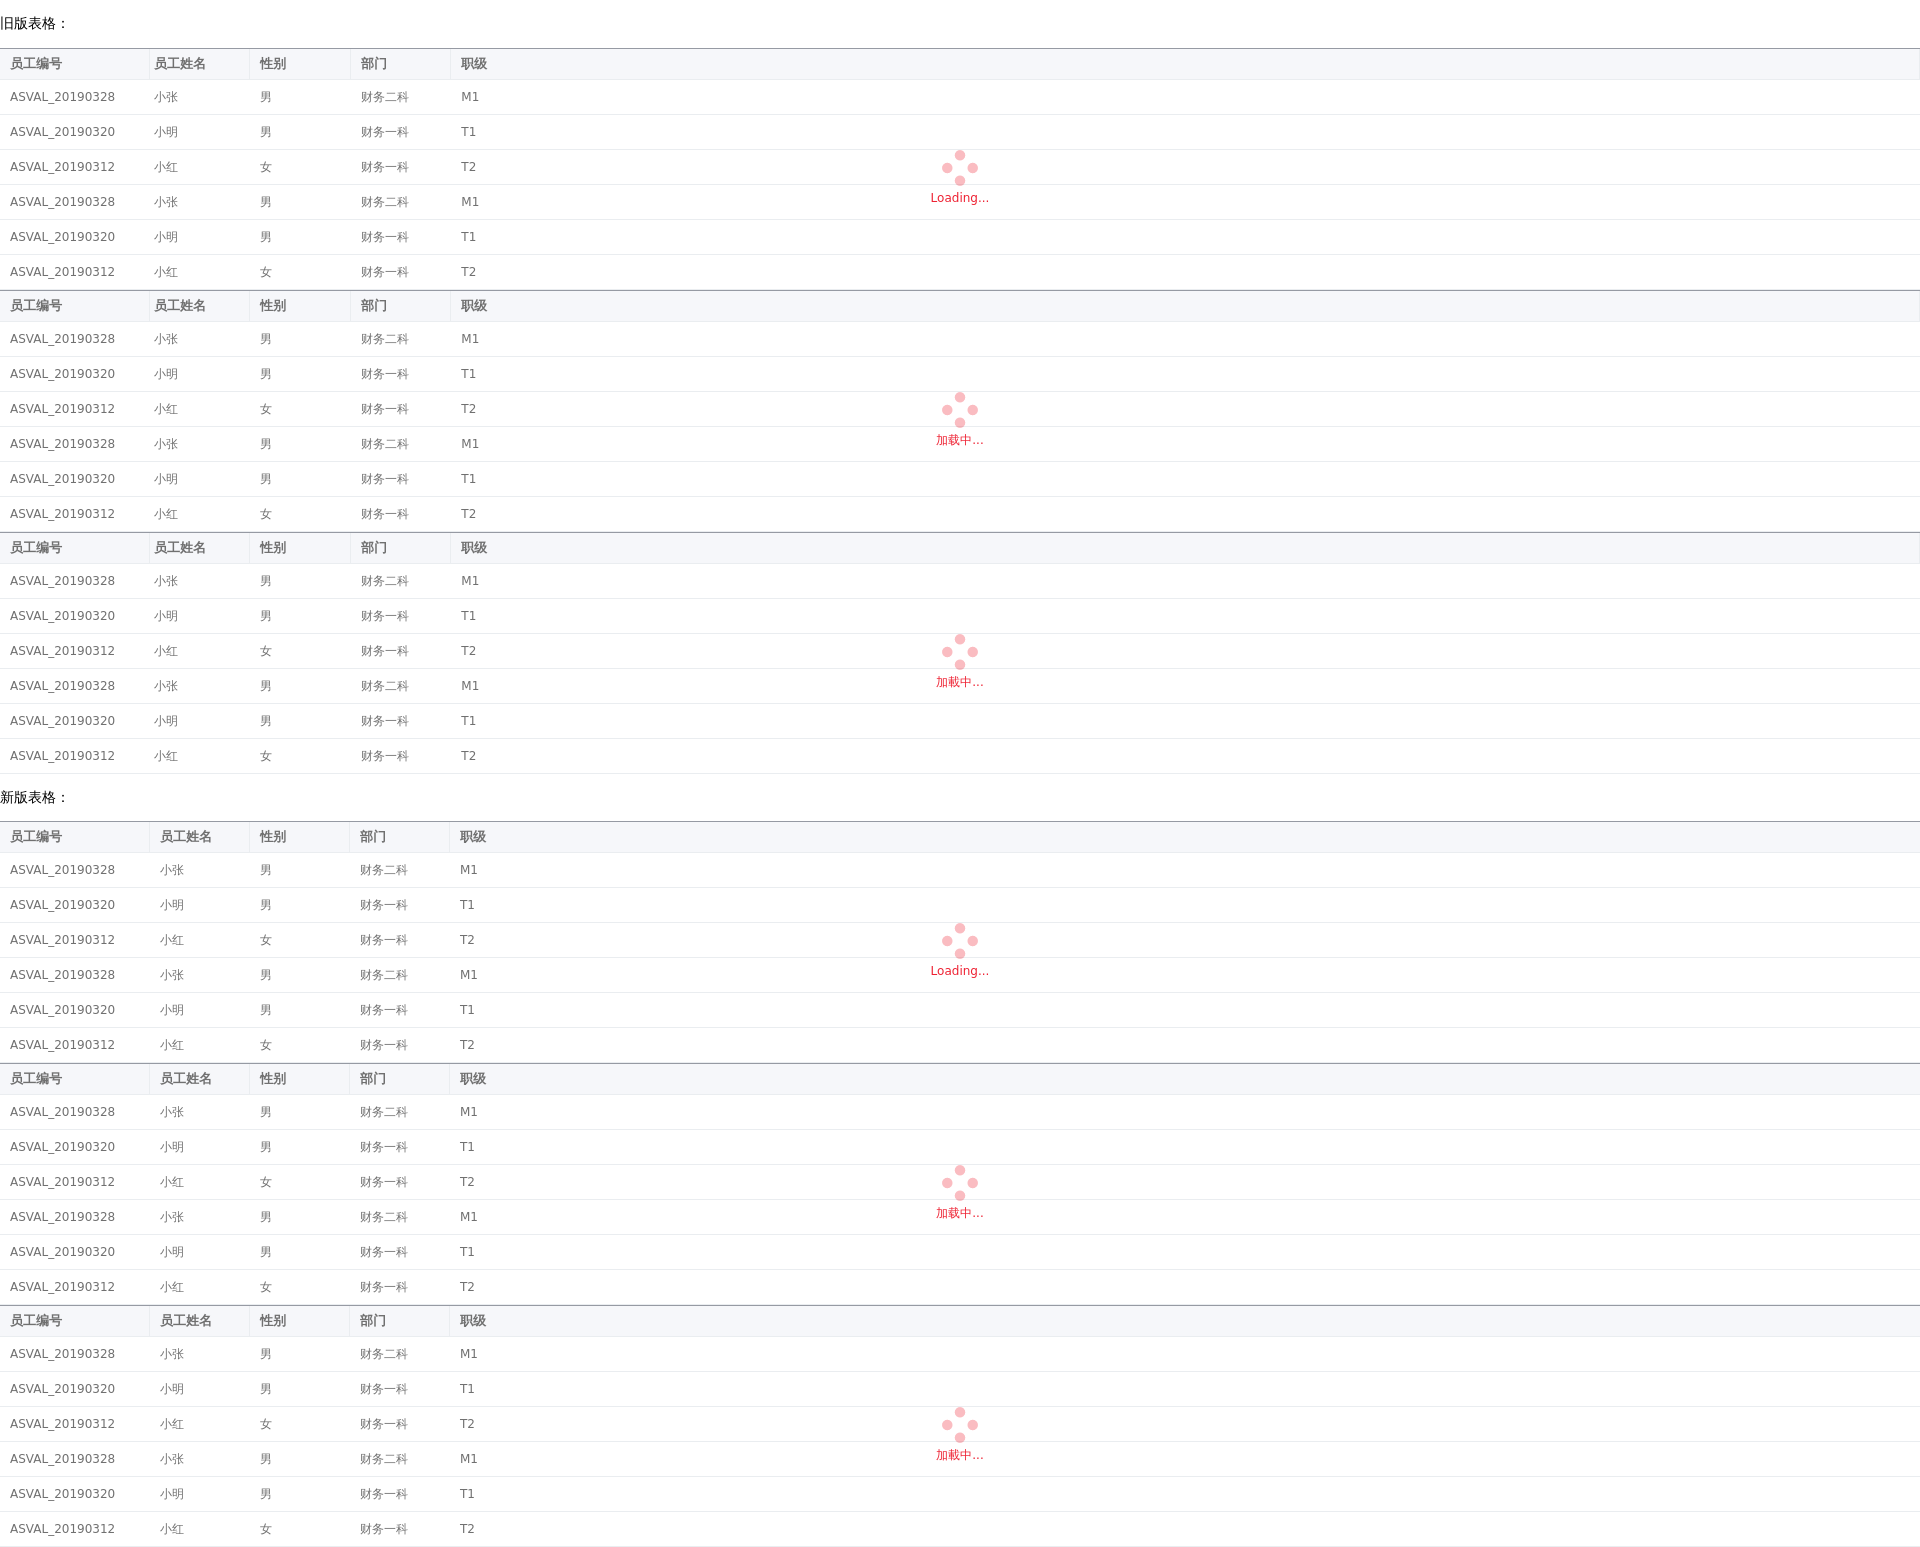 旧版表格：
员工编号 员工姓名 性别 部门 职级
ASVAL_20190328 小张 男 财务二科 M1
ASVAL_20190320 小明 男 财务一科 T1
ASVAL_20190312 小红 女 财务一科 T2
Loading...
ASVAL_20190328 小张 男 财务二科 M1
ASVAL_20190320 小明 男 财务一科 T1
ASVAL_20190312 小红 女 财务一科 T2
员工编号 员工姓名 性别 部门 职级
ASVAL_20190328 小张 男 财务二科 M1
ASVAL_20190320 小明 男 财务一科 T1
ASVAL_20190312 小红 女 财务一科 T2
加载中...
ASVAL_20190328 小张 男 财务二科 M1
ASVAL_20190320 小明 男 财务一科 T1
ASVAL_20190312 小红 女 财务一科 T2
员工编号 员工姓名 性别 部门 职级
ASVAL_20190328 小张 男 财务二科 M1
ASVAL_20190320 小明 男 财务一科 T1
ASVAL_20190312 小红 女 财务一科 T2
加載中...
ASVAL_20190328 小张 男 财务二科 M1
ASVAL_20190320 小明 男 财务一科 T1
ASVAL_20190312 小红 女 财务一科 T2
新版表格：
员工编号 员工姓名 性别 部门 职级
ASVAL_20190328 小张 男 财务二科 M1
ASVAL_20190320 小明 男 财务一科 T1
ASVAL_20190312 小红 女 财务一科 T2
Loading...
ASVAL_20190328 小张 男 财务二科 M1
ASVAL_20190320 小明 男 财务一科 T1
ASVAL_20190312 小红 女 财务一科 T2
员工编号 员工姓名 性别 部门 职级
ASVAL_20190328 小张 男 财务二科 M1
ASVAL_20190320 小明 男 财务一科 T1
ASVAL_20190312 小红 女 财务一科 T2
加载中...
ASVAL_20190328 小张 男 财务二科 M1
ASVAL_20190320 小明 男 财务一科 T1
ASVAL_20190312 小红 女 财务一科 T2
员工编号 员工姓名 性别 部门 职级
ASVAL_20190328 小张 男 财务二科 M1
ASVAL_20190320 小明 男 财务一科 T1
ASVAL_20190312 小红 女 财务一科 T2
加載中...
ASVAL_20190328 小张 男 财务二科 M1
ASVAL_20190320 小明 男 财务一科 T1
ASVAL_20190312 小红 女 财务一科 T2